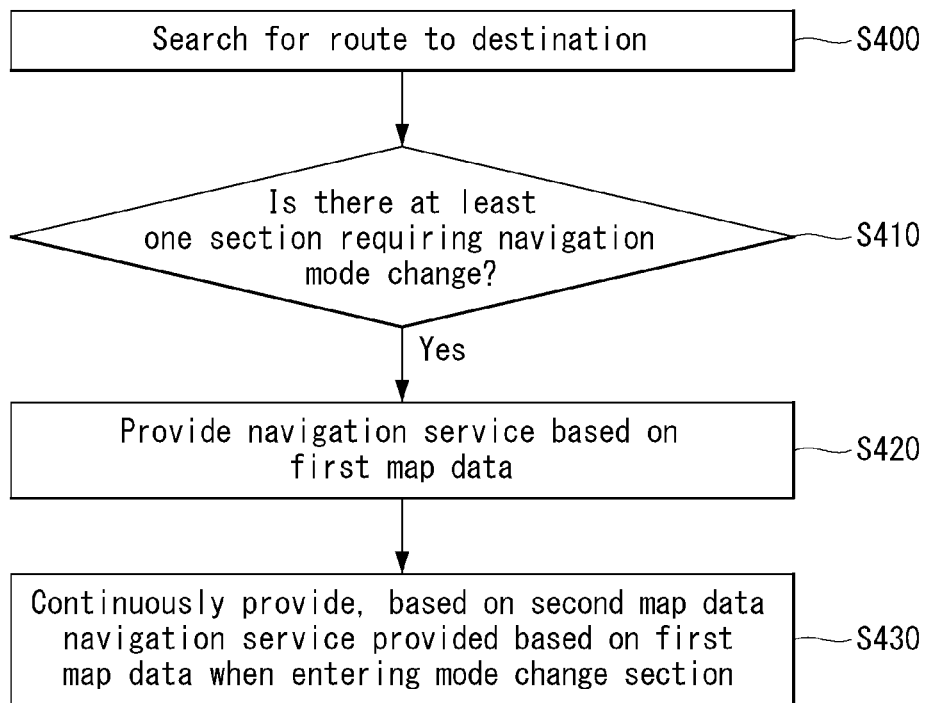 Search for route to destination
S400
Is there at least
one section requiring navigation
mode change?
S410
Yes
Provide navigation service based on
first map data
S420
Continuously provide, based on second map data
navigation service provided based on first
map data when entering mode change section
S430